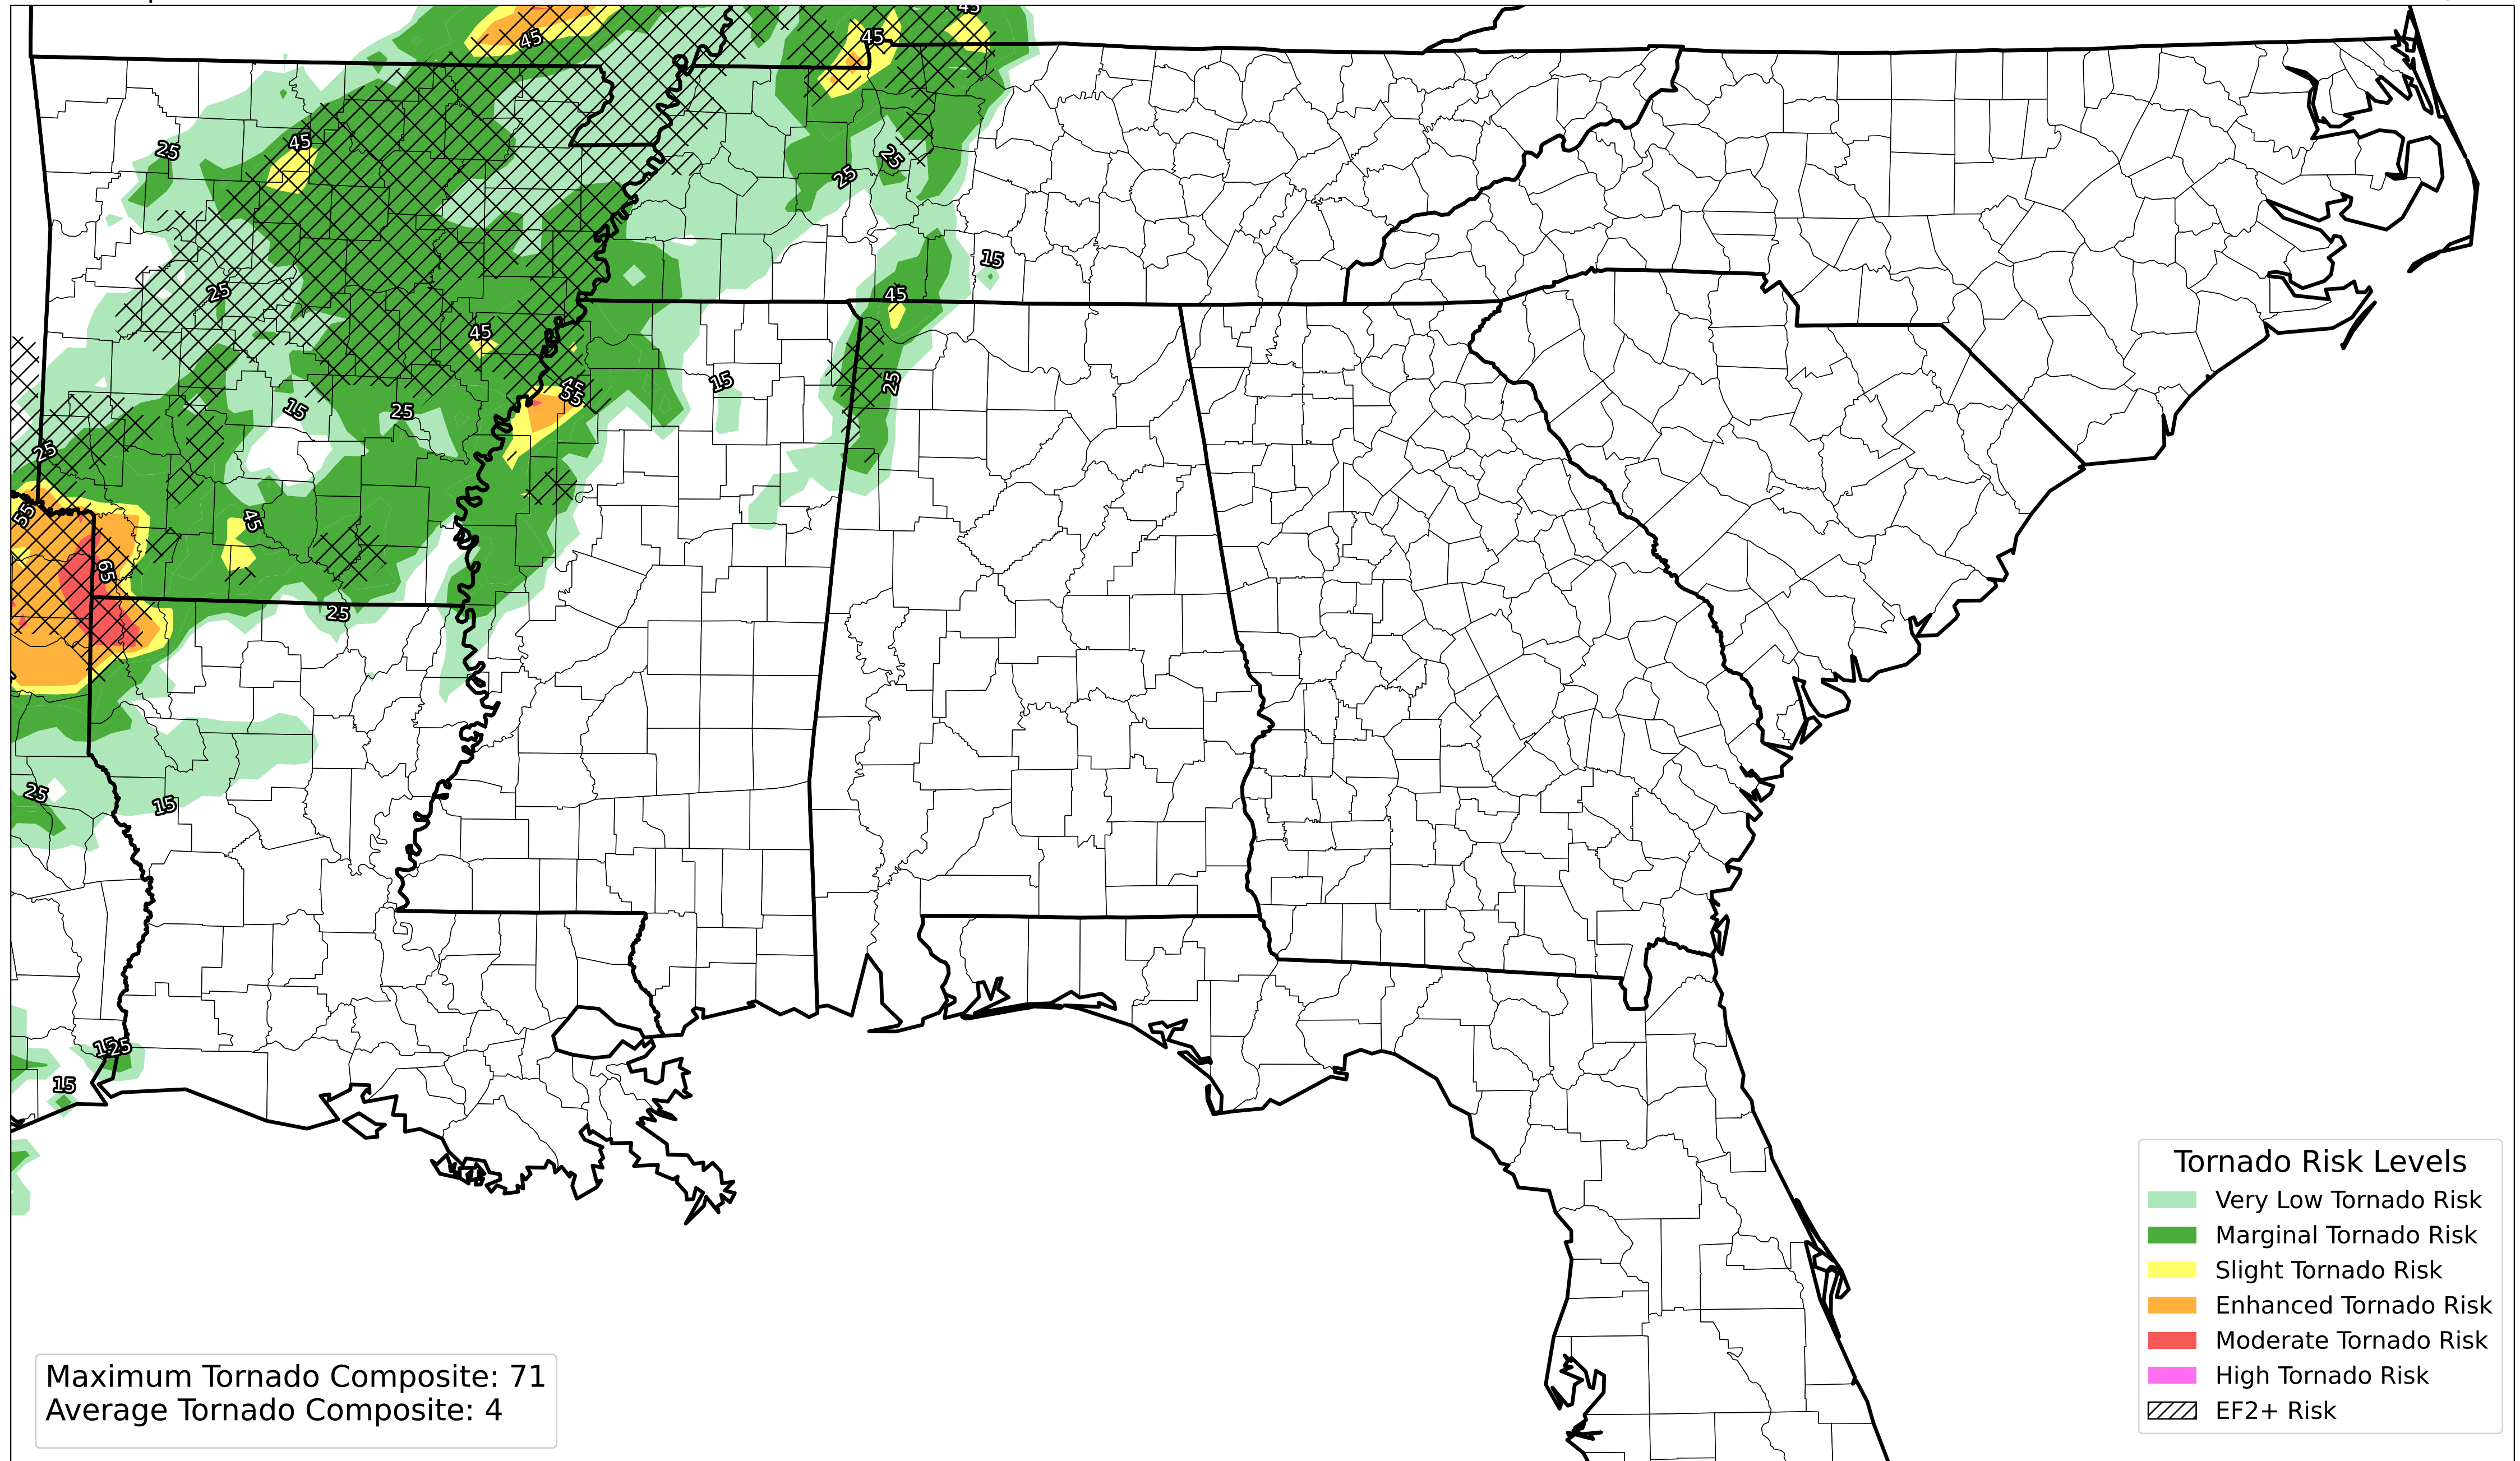 45
45
45
45
25
25
25
15
25
45
45
15
25
45
55
15
25
25
55
45
65
25
25
15
15
25
15
Tornado Risk Levels
Very Low Tornado Risk
Marginal Tornado Risk
Slight Tornado Risk
Enhanced Tornado Risk
Moderate Tornado Risk
High Tornado Risk
EF2+ Risk
Maximum Tornado Composite: 71
Average Tornado Composite: 4